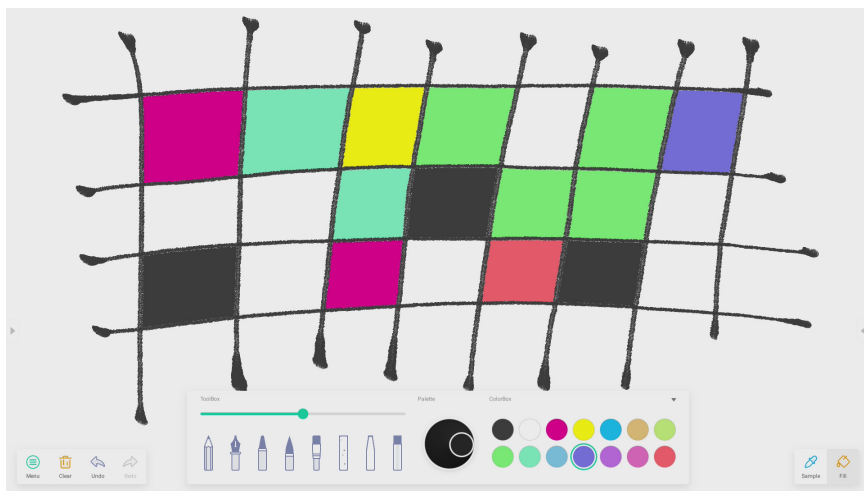 ToolBox
Palette
ColorBox
Menu
Clear
Undo
Redo
Sample
Fill